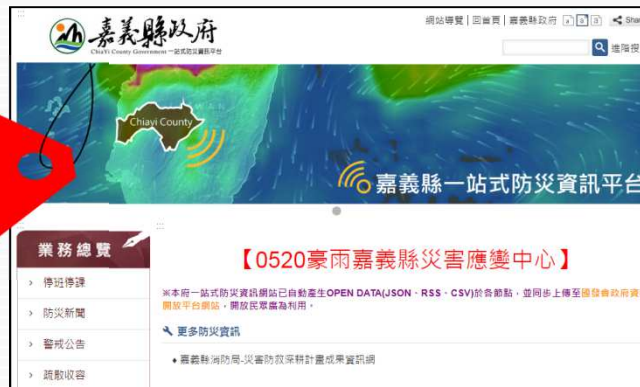 嘉義縣政府
ChiaYi County Government 一站式防災資訊平台
網站導覽 | 回首頁 | 嘉義縣政府 a a a Shar
進階搜
Chiayi County
嘉義縣一站式防災資訊平台
業務總覽
> 停班停課
> 防災新聞
> 警戒公告
> 疏散收容
【0520豪雨嘉義縣災害應變中心】
※本府一站式防災資訊網站已自動產生OPEN DATA(JSON、RSS、CSV)於各節點,並同步上傳至國發會政府資
開放平台網站,開放民眾廣為利用。
更多防災資訊
♦ 嘉義縣消防局-災害防救深耕計畫成果資訊網